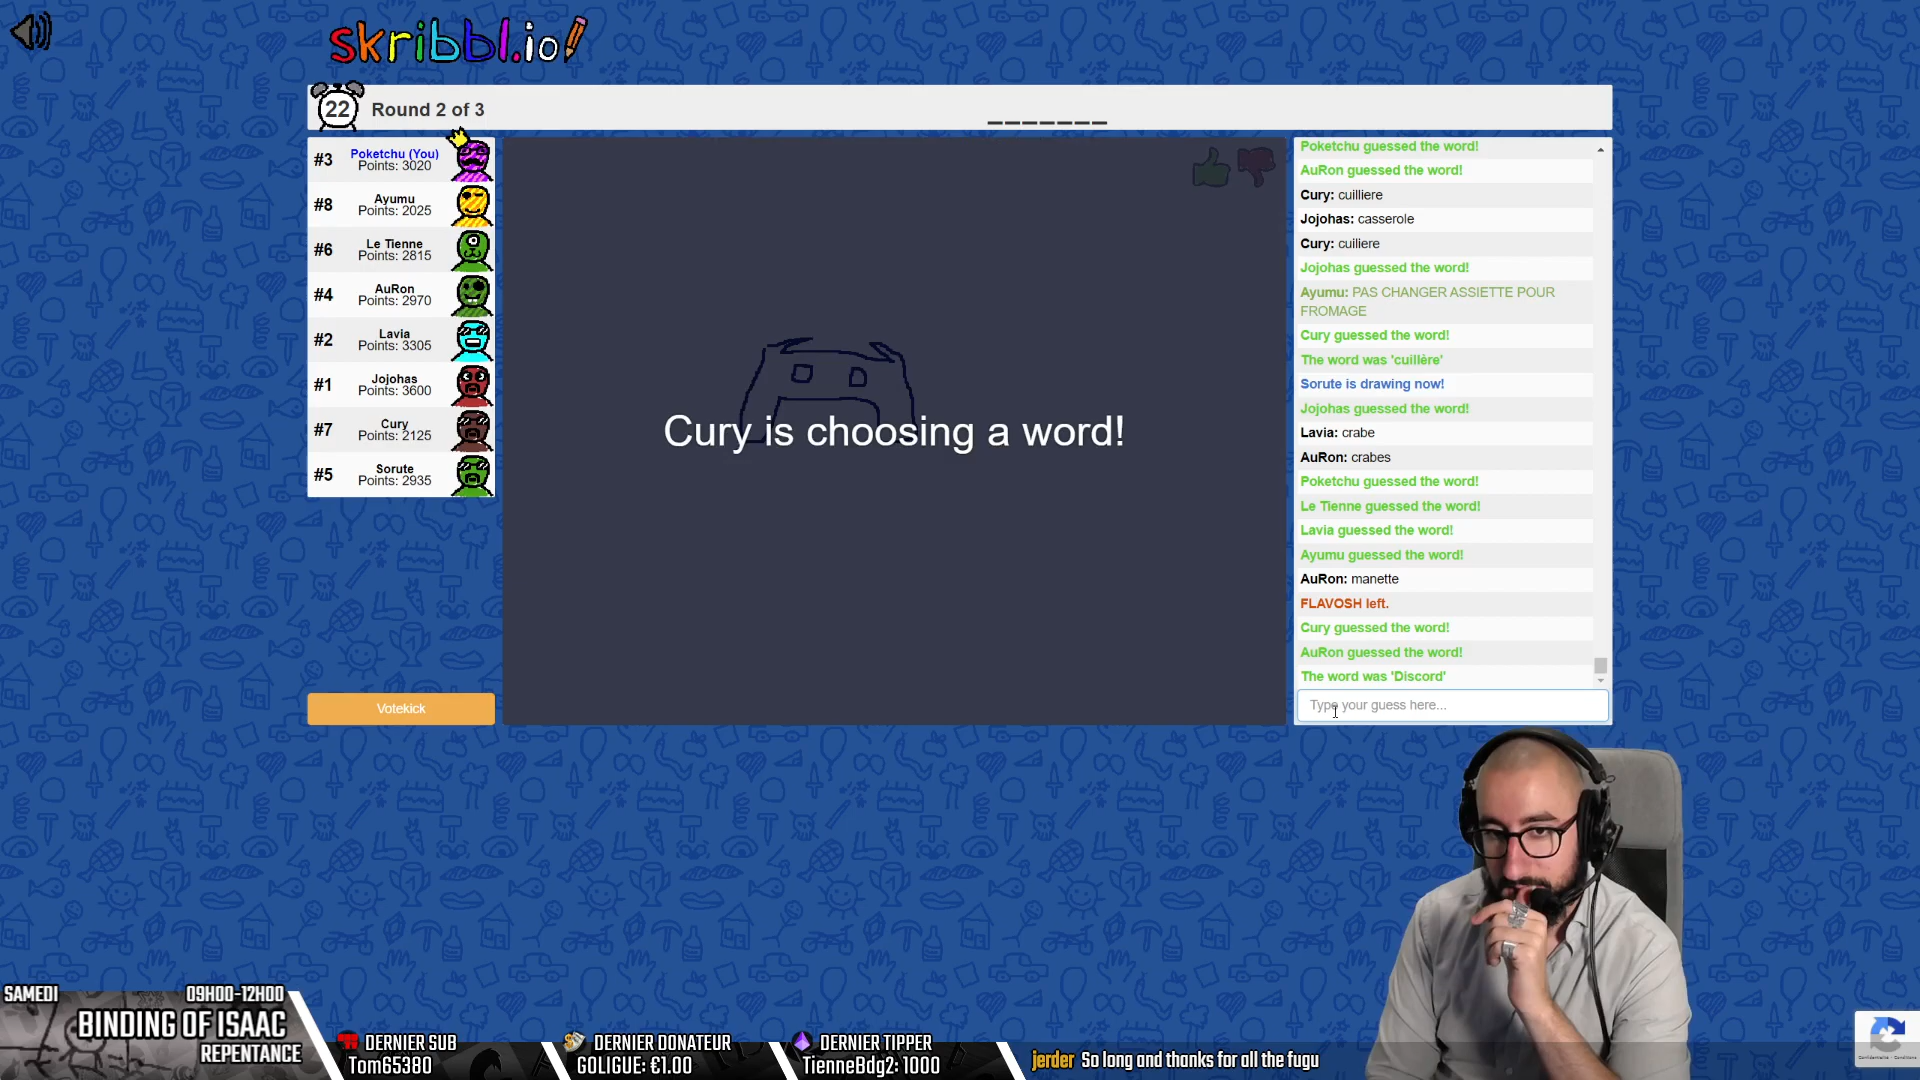 skribbl.io
22
Round 2 of 3
_______
#3 Poketchu (You)
Points: 3020
#8 Ayumu
Points: 2025
#6 Le Tienne
Points: 2815
#4 AuRon
Points: 2970
#2 Lavia
Points: 3305
#1 Jojohas
Points: 3600
#7 Cury
Points: 2125
#5 Sorute
Points: 2935
Votekick
Cury is choosing a word!
Poketchu guessed the word!
AuRon guessed the word!
Cury: cuilliere
Jojohas: casserole
Cury: cuiliere
Jojohas guessed the word!
Ayumu: PAS CHANGER ASSIETTE POUR
FROMAGE
Cury guessed the word!
The word was 'cuillère'
Sorute is drawing now!
Jojohas guessed the word!
Lavia: crabe
AuRon: crabes
Poketchu guessed the word!
Le Tienne guessed the word!
Lavia guessed the word!
Ayumu guessed the word!
AuRon: manette
FLAVOSH left.
Cury guessed the word!
AuRon guessed the word!
The word was 'Discord'
Type your guess here...
SAMEDI 09H00-12H00
BINDING OF ISAAC
REPENTANCE
DERNIER SUB
Tom65380
DERNIER DONATEUR
GOLIGUE: €1.00
DERNIER TIPPER
TienneBdg2: 1000
jerder So long and thanks for all the fugu